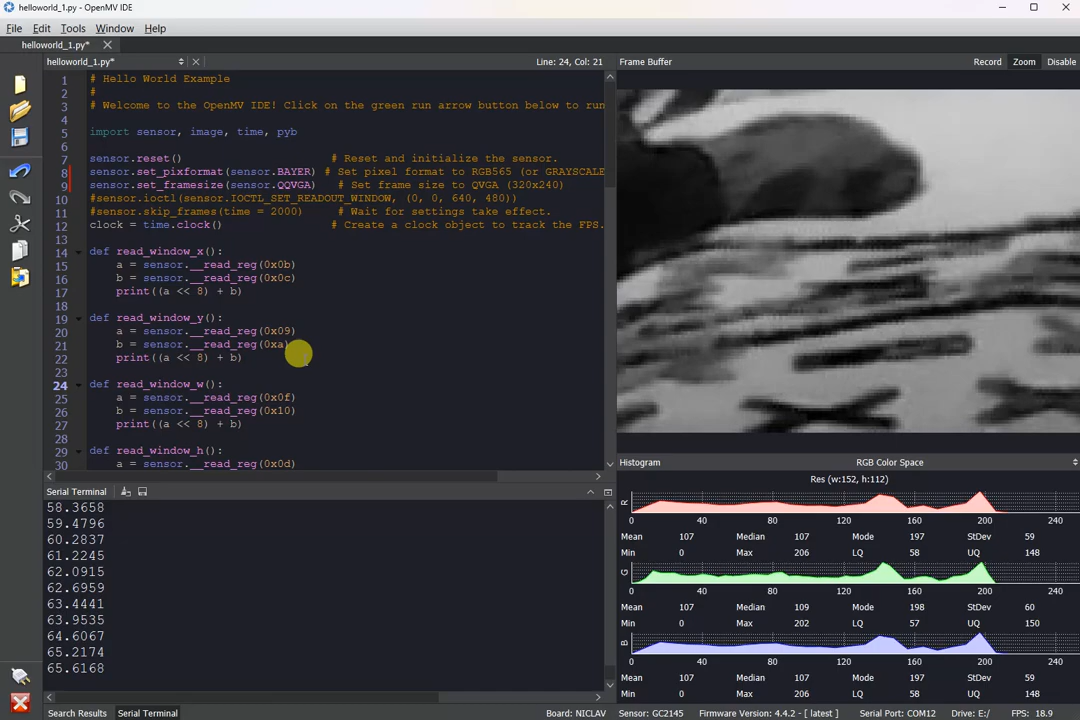 helloworld_1.py* - OpenMV IDE
File Edit Tools Window Help
helloworld_1.py*
helloworld_1.py* Line: 24, Col: 21
1 # Hello World Example
2 #
3 # Welcome to the OpenMV IDE! Click on the green run arrow button below to run
4
5 import sensor, image, time, pyb
6
7 sensor.reset() # Reset and initialize the sensor.
8 sensor.set_pixformat(sensor.BAYER) # Set pixel format to RGB565 (or GRAYSCALE
9 sensor.set_framesize(sensor.QQVGA) # Set frame size to QVGA (320x240)
10 #sensor.ioctl(sensor.IOCTL_SET_READOUT_WINDOW, (0, 0, 640, 480))
11 #sensor.skip_frames(time = 2000) # Wait for settings take effect.
12 clock = time.clock() # Create a clock object to track the FPS.
13
14 def read_window_x():
15 a = sensor.__read_reg(0x0b)
16 b = sensor.__read_reg(0x0c)
17 print((a << 8) + b)
18
19 def read_window_y():
20 a = sensor.__read_reg(0x09)
21 b = sensor.__read_reg(0xa)
22 print((a << 8) + b)
23
24 def read_window_w():
25 a = sensor.__read_reg(0x0f)
26 b = sensor.__read_reg(0x10)
27 print((a << 8) + b)
28
29 def read_window_h():
30 a = sensor.__read_reg(0x0d)
Serial Terminal
58.3658
59.4796
60.2837
61.2245
62.0915
62.6959
63.4441
63.9535
64.6067
65.2174
65.6168
Search Results Serial Terminal
Frame Buffer Record Zoom Disable
Histogram RGB Color Space
Res (w:152, h:112)
R
0 40 80 120 160 200 240
Mean 107 Median 107 Mode 197 StDev 59
Min 0 Max 206 LQ 58 UQ 148
G
0 40 80 120 160 200 240
Mean 107 Median 109 Mode 198 StDev 60
Min 0 Max 202 LQ 57 UQ 150
B
0 40 80 120 160 200 240
Mean 107 Median 107 Mode 197 StDev 59
Min 0 Max 206 LQ 58 UQ 148
Board: NICLAV Sensor: GC2145 Firmware Version: 4.4.2 - [ latest ] Serial Port: COM12 Drive: E:/ FPS: 18.9